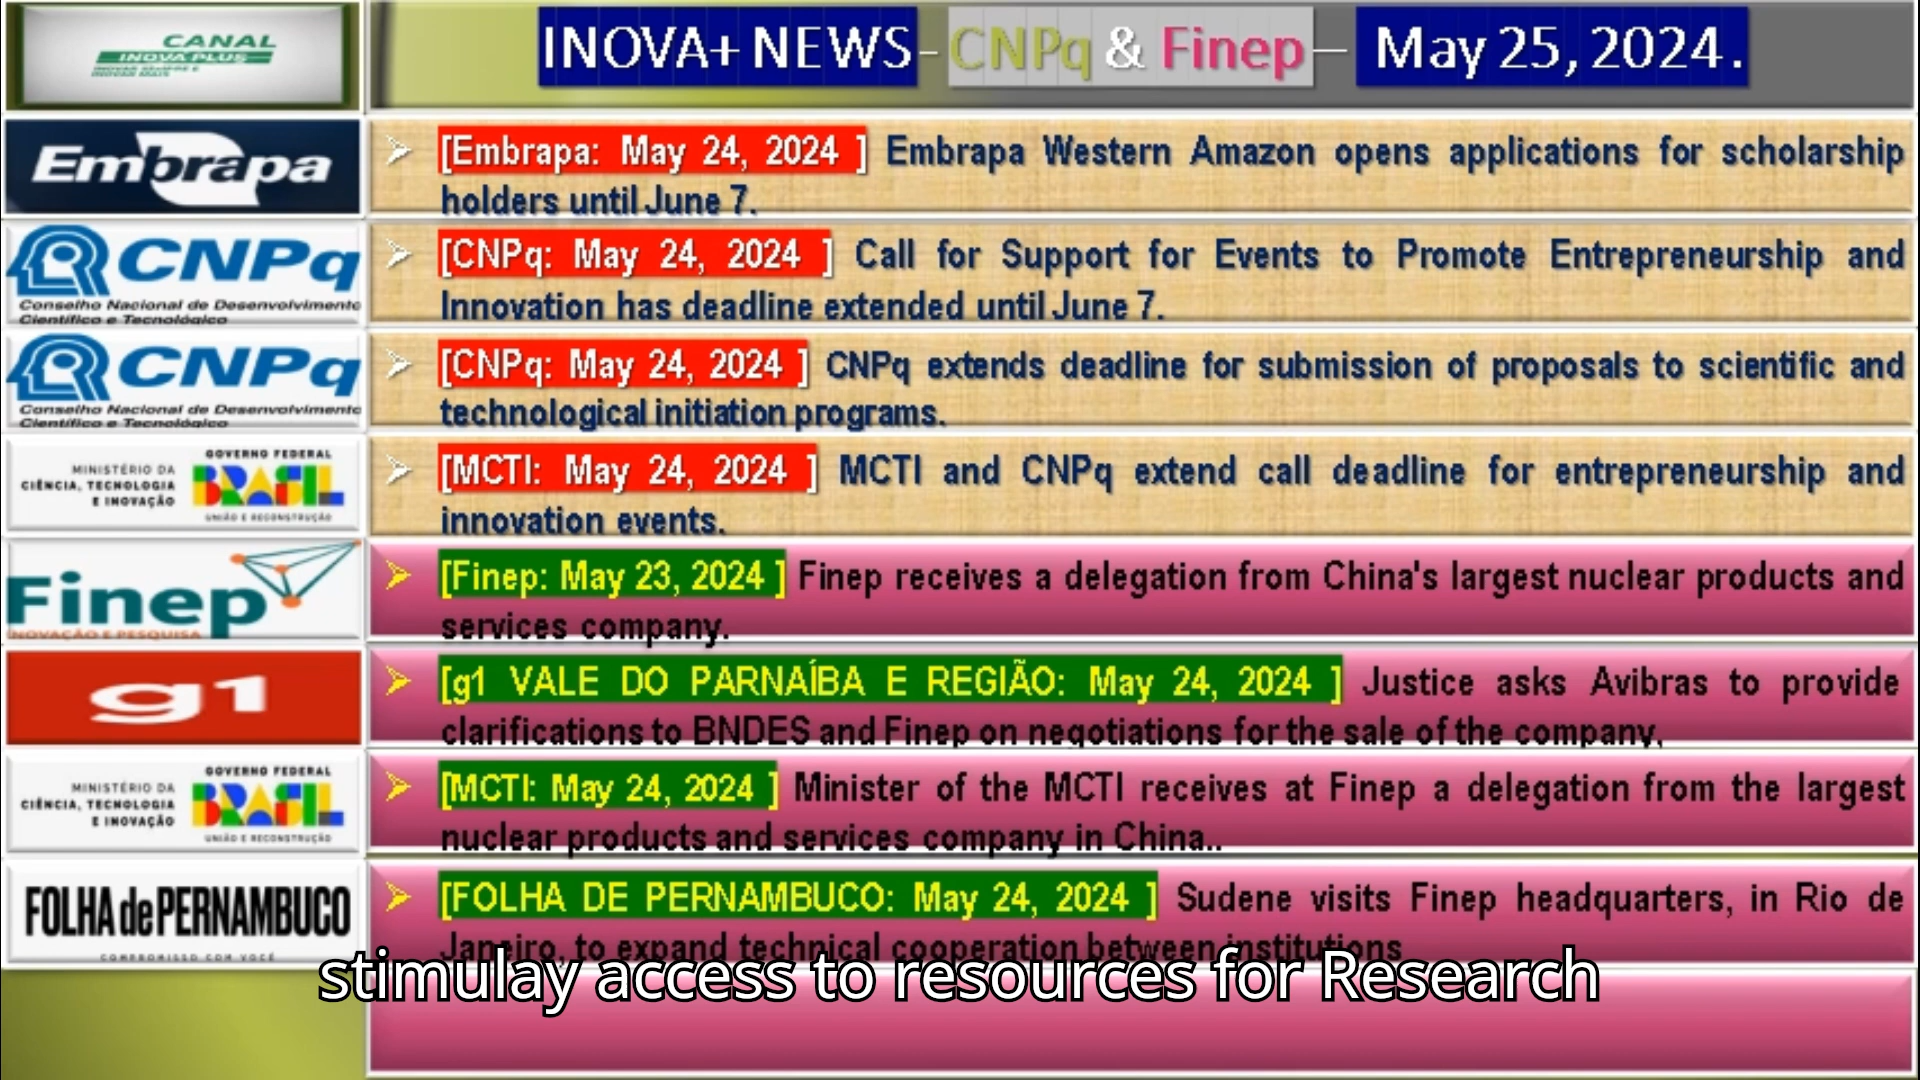 CANAL
INOVA PLUS
INOVA+ NEWS – CNPq & Finep – May 25, 2024.
Embrapa
[Embrapa: May 24, 2024 ] Embrapa Western Amazon opens applications for scholarship
holders until June 7.
CNPq
Conselho Nacional de Desenvolvimento
Científico e Tecnológico
[CNPq: May 24, 2024 ] Call for Support for Events to Promote Entrepreneurship and
Innovation has deadline extended until June 7.
CNPq
Conselho Nacional de Desenvolvimento
Científico e Tecnológico
[CNPq: May 24, 2024 ] CNPq extends deadline for submission of proposals to scientific and
technological initiation programs.
MINISTÉRIO DA
CIÊNCIA, TECNOLOGIA
E INOVAÇÃO
GOVERNO FEDERAL
BRASIL
UNIÃO E RECONSTRUÇÃO
[MCTI: May 24, 2024 ] MCTI and CNPq extend call deadline for entrepreneurship and
innovation events.
Finep
INOVAÇÃO E PESQUISA
[Finep: May 23, 2024 ] Finep receives a delegation from China's largest nuclear products and
services company.
g1
[g1 VALE DO PARNAÍBA E REGIÃO: May 24, 2024 ] Justice asks Avibras to provide
clarifications to BNDES and Finep on negotiations for the sale of the company,
MINISTÉRIO DA
CIÊNCIA, TECNOLOGIA
E INOVAÇÃO
GOVERNO FEDERAL
BRASIL
UNIÃO E RECONSTRUÇÃO
[MCTI: May 24, 2024 ] Minister of the MCTI receives at Finep a delegation from the largest
nuclear products and services company in China..
FOLHA de PERNAMBUCO
COMPROMISSO COM VOCÊ
[FOLHA DE PERNAMBUCO: May 24, 2024 ] Sudene visits Finep headquarters, in Rio de
Janeiro, to expand technical cooperation between institutions
stimulay access to resources for Research